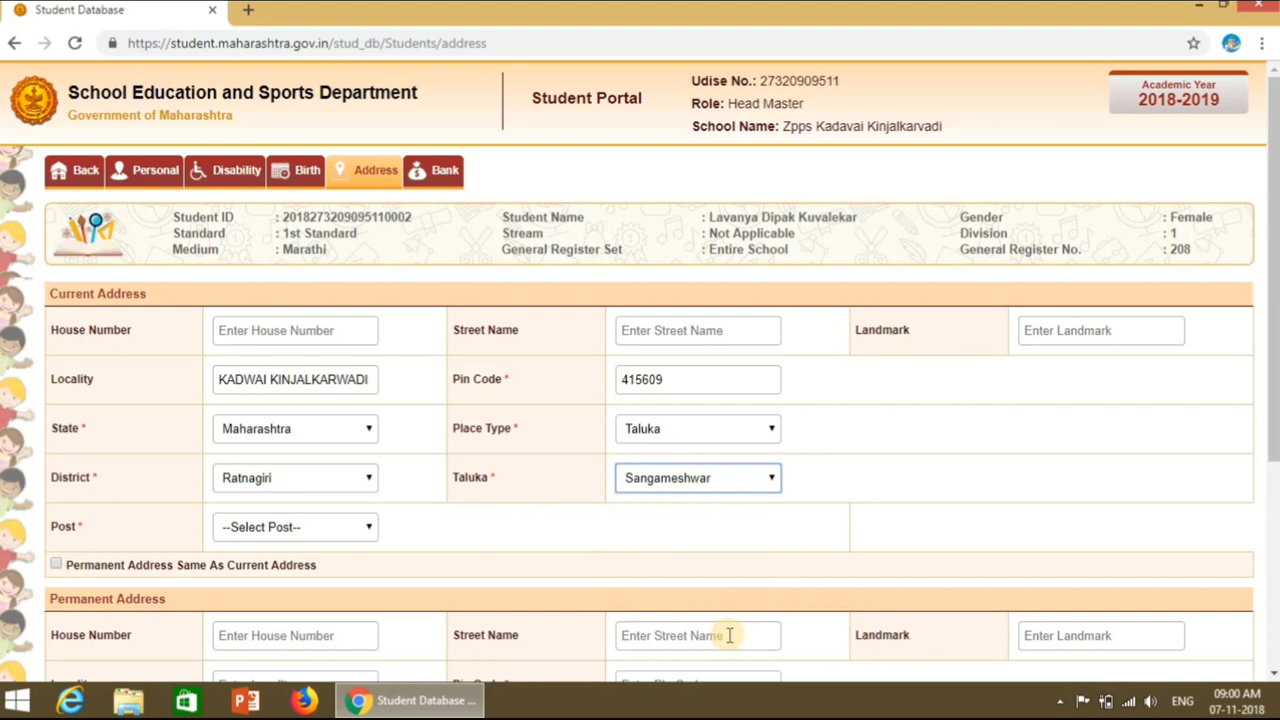 Student Database
https://student.maharashtra.gov.in/stud_db/Students/address
School Education and Sports Department
Government of Maharashtra
Student Portal
Udise No.: 27320909511
Role: Head Master
School Name: Zpps Kadavai Kinjalkarvadi
Academic Year
2018-2019
Back Personal Disability Birth Address Bank
Student ID : 2018273209095110002 Student Name : Lavanya Dipak Kuvalekar Gender : Female
Standard : 1st Standard Stream : Not Applicable Division : 1
Medium : Marathi General Register Set : Entire School General Register No. : 208
Current Address
House Number Enter House Number Street Name Enter Street Name Landmark Enter Landmark
Locality KADWAI KINJALKARWADI Pin Code * 415609
State * Maharashtra Place Type * Taluka
District * Ratnagiri Taluka * Sangameshwar
Post * --Select Post--
Permanent Address Same As Current Address
Permanent Address
House Number Enter House Number Street Name Enter Street Name Landmark Enter Landmark
Student Database ...
ENG
09:00 AM
07-11-2018